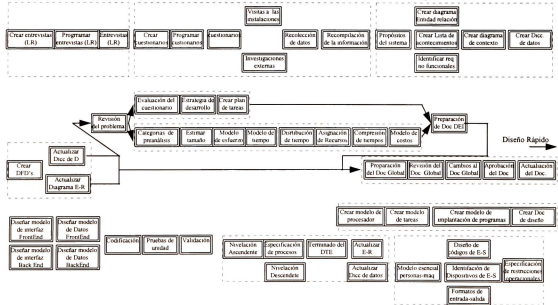 Visitas a las
instalaciones
Crear entrevistas
(LR)
Programar
entrevistas (LR)
Entrevistas
(LR)
Crear
Cuestionarios
Programar
Cuestionarios
Cuestionarios
Recolección
de datos
Recompilación
de la información
Investigaciones
externas
Crear diagrama
Entidad relación
Propósitos
del sistema
Crear Lista de
acontecimientos
Crear diagrama
de contexto
Crear Dicc
de datos
Identificar req
no funcionales
Revisión
del problema
Evaluación del
cuestionario
Estrategia de
desarrollo
Crear plan
de tareas
Categorias de
preanálisis
Estimar
tamaño
Modelo
de esfuerzo
Modelo de
tiempo
Distribución
de tiempo
Asignación
de Recursos
Compresión
de tiempos
Modelo de
costos
Preparación
de Doc DEI
Diseño Rápido
Crear
DFD's
Actualizar
Dicc de D
Actualizar
Diagrama E-R
Preparación
del Doc Global
Revisión del
Doc Global
Cambios al
Doc Global
Aprobación
del Doc
Actualiación
del Doc
Diseñar modelo
de interfaz
FrontEnd
Diseñar modelo
de Datos
FrontEnd
Diseñar modelo
de interfaz
Back End
Diseñar modelo
de Datos
BackEnd
Codificación
Pruebas de
unidad
Validación
Nivelación
Ascendente
Especificación
de procesos
Terminado del
DTE
Actualizar
E-R
Nivelación
Descendete
Actualizar
Dicc de datos
Crear modelo de
procesador
Crear modelo
de tareas
Crear modelo de
implantación de programas
Crear Doc
de diseño
Diseño de
códigos de E-S
Modelo esencial
personas-maq
Identifación de
Dispositivos de E-S
Especificación
de restricciones
operacionales
Formatos de
entrada-salida